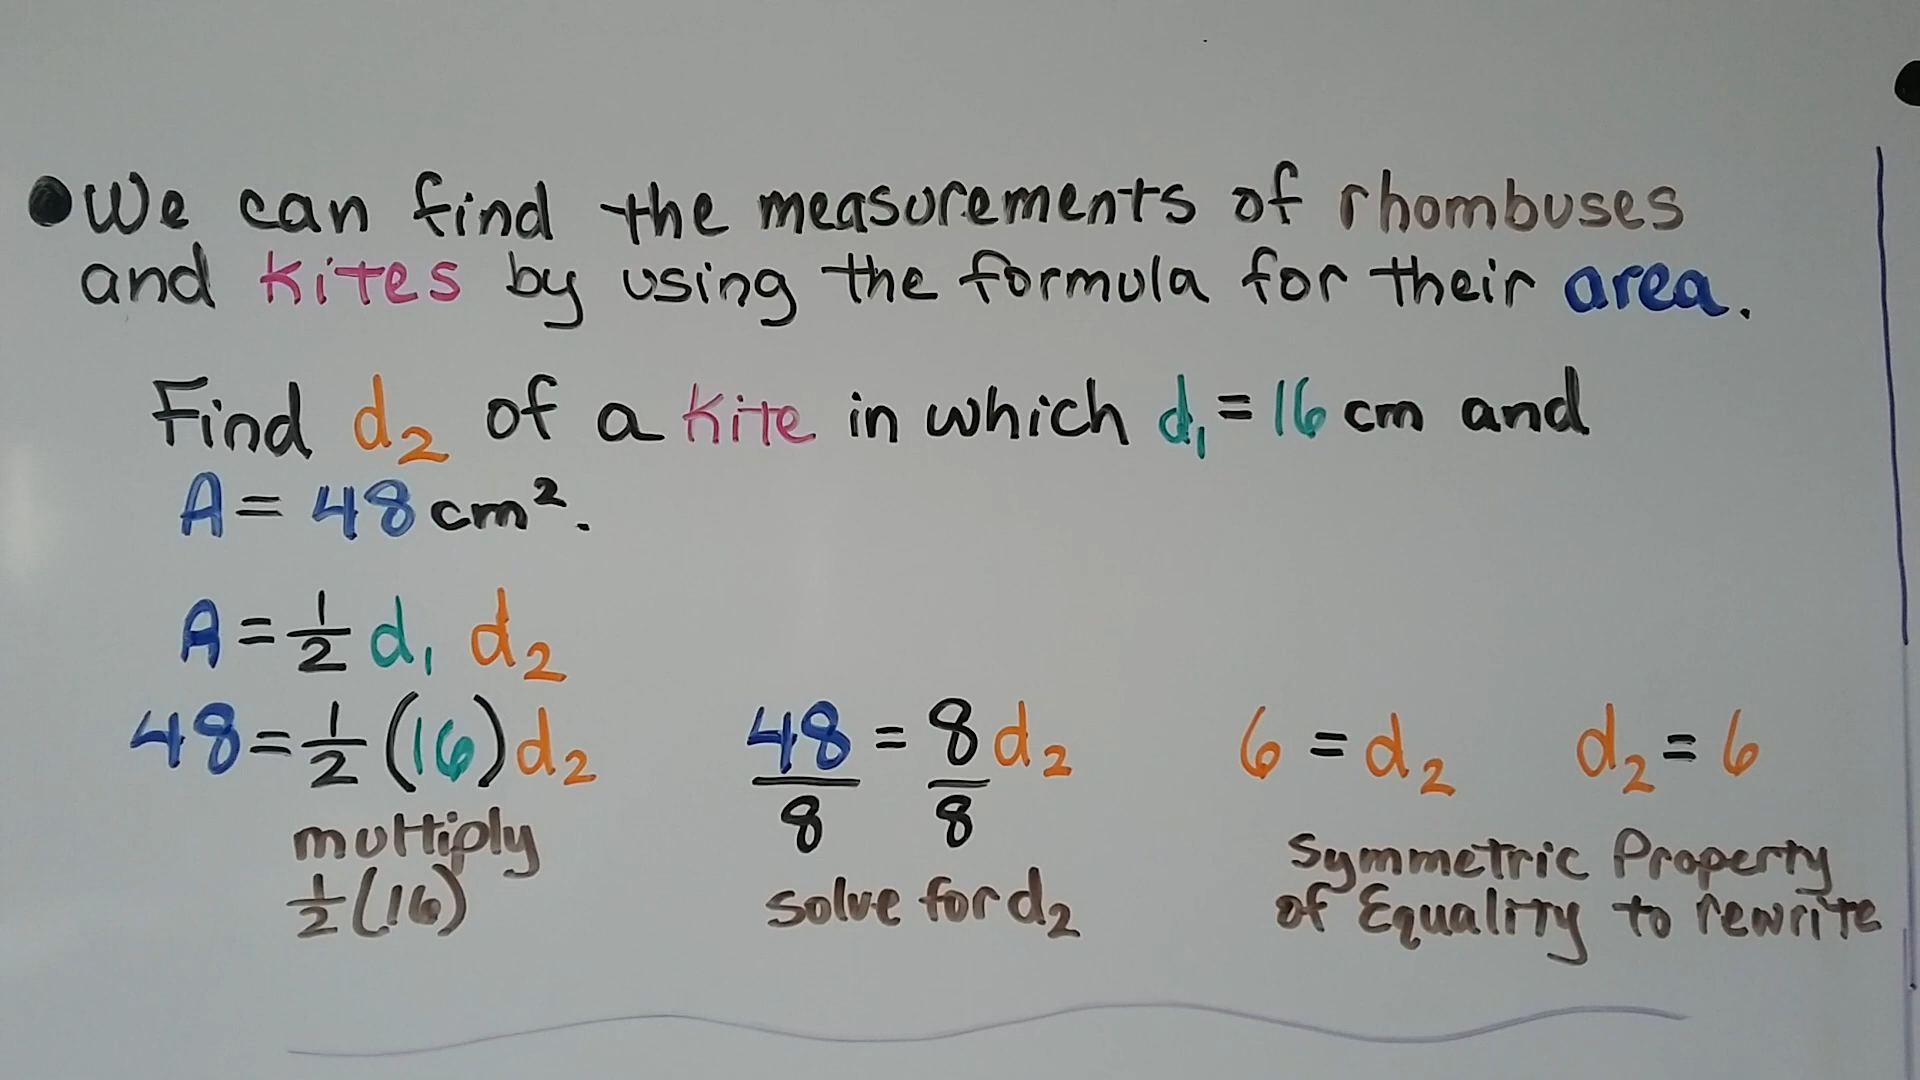 ●We can find the measurements of rhombuses
and kites by using the formula for their area.
Find d₂ of a kite in which d₁ = 16 cm and
A = 48 cm².
A = ½ d₁ d₂
48 = ½ (16) d₂
48/8 = 8d₂/8
6 = d₂ d₂ = 6
multiply
½ (16)
solve for d₂
Symmetric Property
of Equality to rewrite